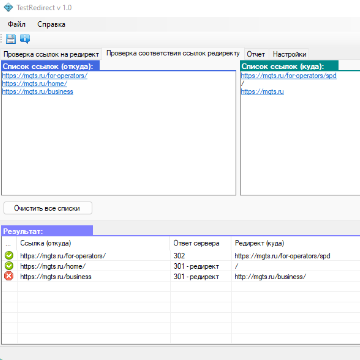 TestRedirect v 1.0
Файл Справка
Проверка ссылок на редирект Проверка соответствия ссылок редиректу Отчет Настройки
Список ссылок (откуда): Список ссылок (куда):
https://mgts.ru/for-operators/ https://mgts.ru/for-operators/spd
https://mgts.ru/home/ /
https://mgts.ru/business https://mgts.ru
Очистить все списки
Результат:
... Ссылка (откуда) Ответ сервера Редирект (куда)
https://mgts.ru/for-operators/ 302 https://mgts.ru/for-operators/spd
https://mgts.ru/home/ 301 - редирект /
https://mgts.ru/business 301 - редирект http://mgts.ru/business/